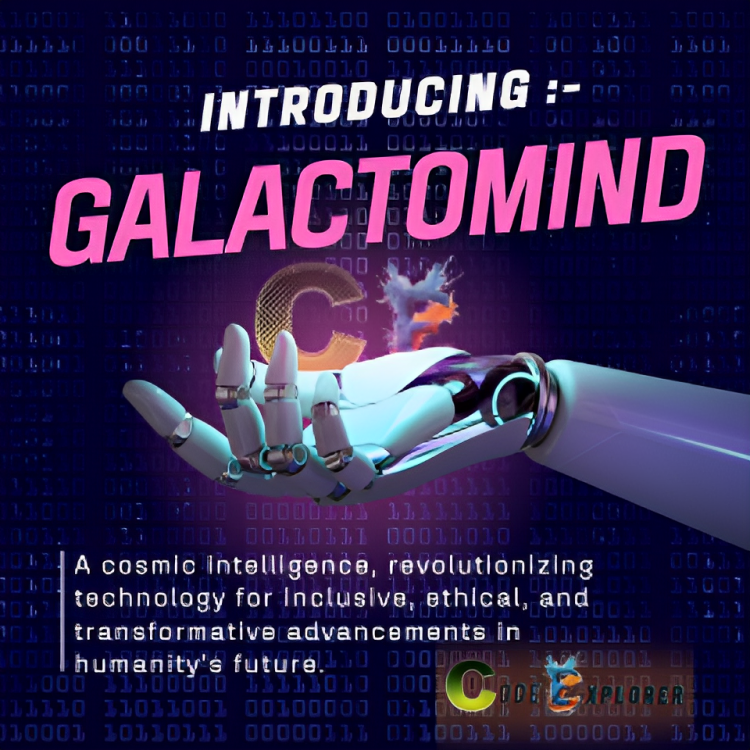 INTRODUCING :-
GALACTOMIND
C E
A cosmic intelligence, revolutionizing
technology for inclusive, ethical, and
transformative advancements in
humanity's future.
CODE EXPLORER